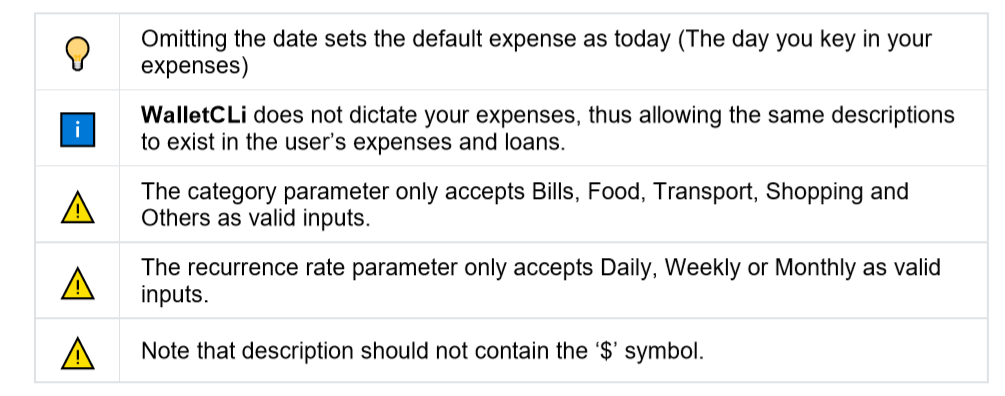 Omitting the date sets the default expense as today (The day you key in your
expenses)
i
WalletCLi does not dictate your expenses, thus allowing the same descriptions
to exist in the user’s expenses and loans.
!
The category parameter only accepts Bills, Food, Transport, Shopping and
Others as valid inputs.
!
The recurrence rate parameter only accepts Daily, Weekly or Monthly as valid
inputs.
!
Note that description should not contain the ‘$’ symbol.